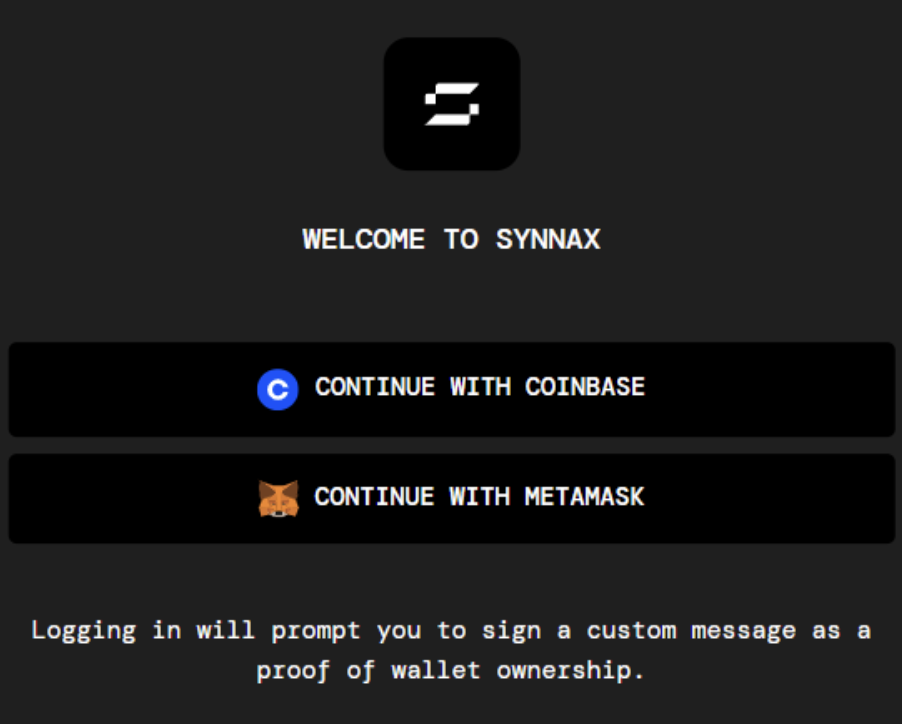 WELCOME TO SYNNAX
CONTINUE WITH COINBASE
CONTINUE WITH METAMASK
Logging in will prompt you to sign a custom message as a
proof of wallet ownership.